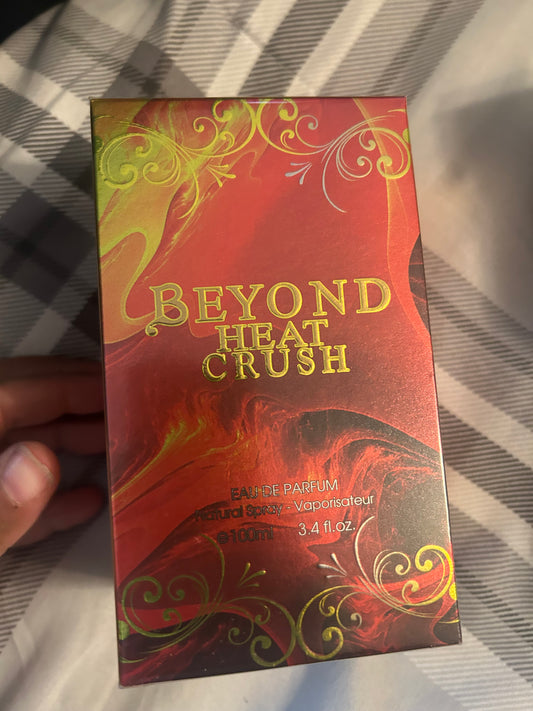 BEYOND
HEAT
CRUSH
EAU DE PARFUM
Natural Spray - Vaporisateur
℮100ml 3.4 fl.oz.